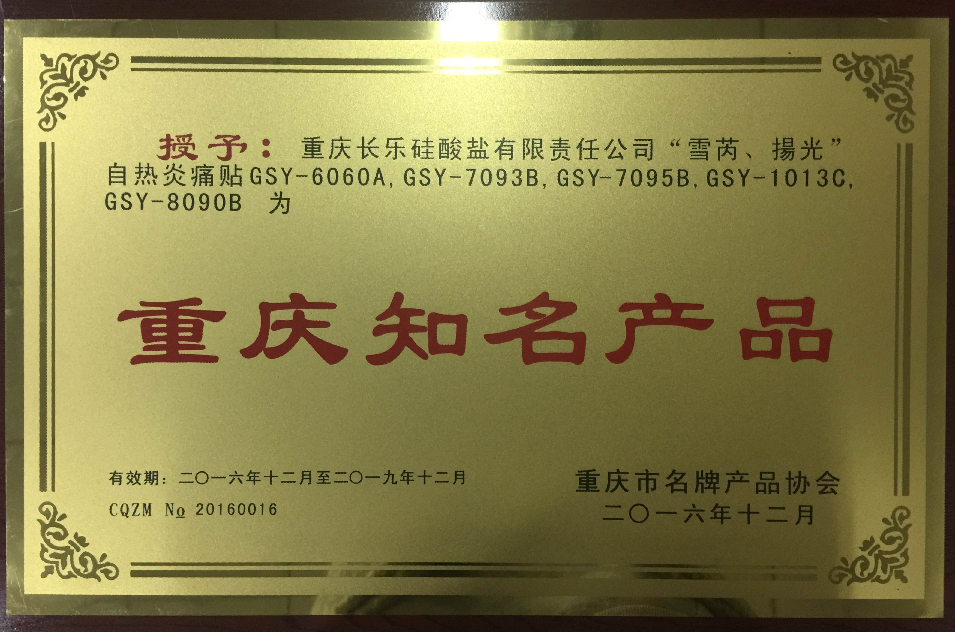 授予：重庆长乐硅酸盐有限责任公司“雪芮、揚光”
自热炎痛贴GSY-6060A,GSY-7093B,GSY-7095B,GSY-1013C,
GSY-8090B 为
重庆知名产品
有效期：二〇一六年十二月至二〇一九年十二月
CQZM No 20160016
重庆市名牌产品协会
二〇一六年十二月